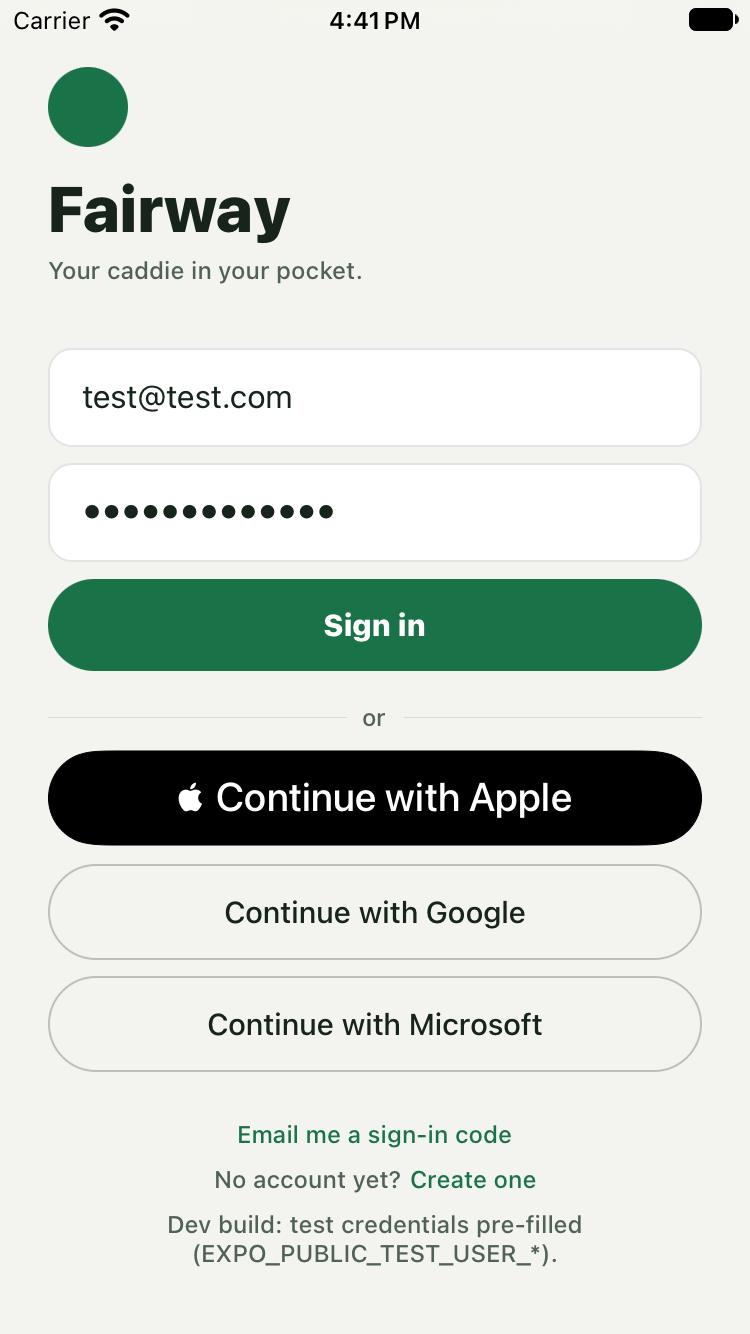 Carrier 4:41 PM
Fairway
Your caddie in your pocket.
test@test.com
•••••••••••••
Sign in
or
Continue with Apple
Continue with Google
Continue with Microsoft
Email me a sign-in code
No account yet? Create one
Dev build: test credentials pre-filled
(EXPO_PUBLIC_TEST_USER_*).